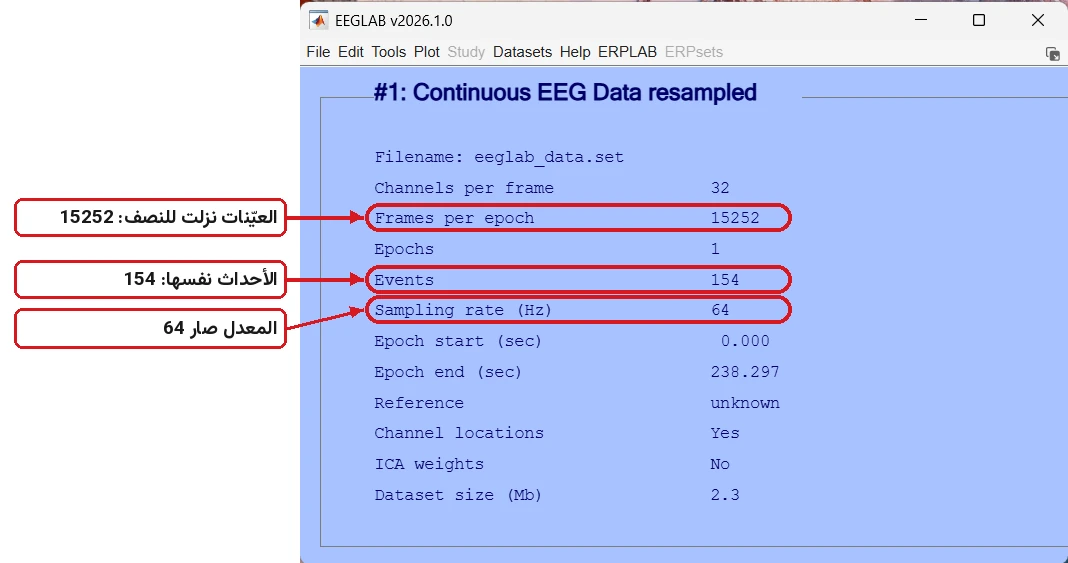 EEGLAB v2026.1.0
File Edit Tools Plot Study Datasets Help ERPLAB ERPsets
#1: Continuous EEG Data resampled
Filename: eeglab_data.set
Channels per frame 32
العيّنات نزلت للنصف: 15252
Frames per epoch 15252
Epochs 1
الأحداث نفسها: 154
Events 154
المعدل صار 64
Sampling rate (Hz) 64
Epoch start (sec) 0.000
Epoch end (sec) 238.297
Reference unknown
Channel locations Yes
ICA weights No
Dataset size (Mb) 2.3